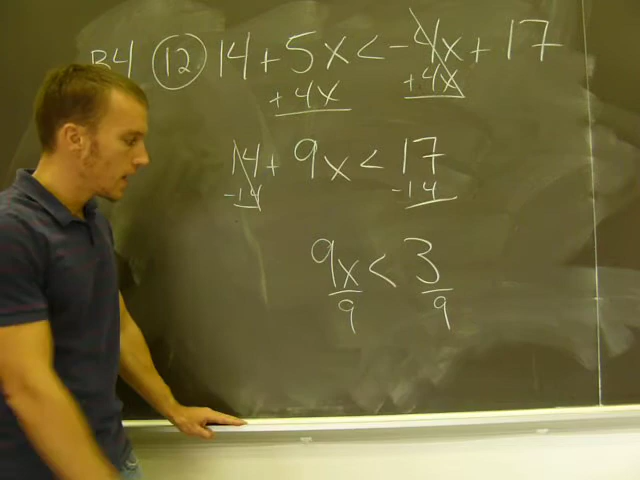 B4 12 14 + 5x < -4x + 17
+ 4x +4x
14 + 9x < 17
-14 -14
9x < 3
9 9